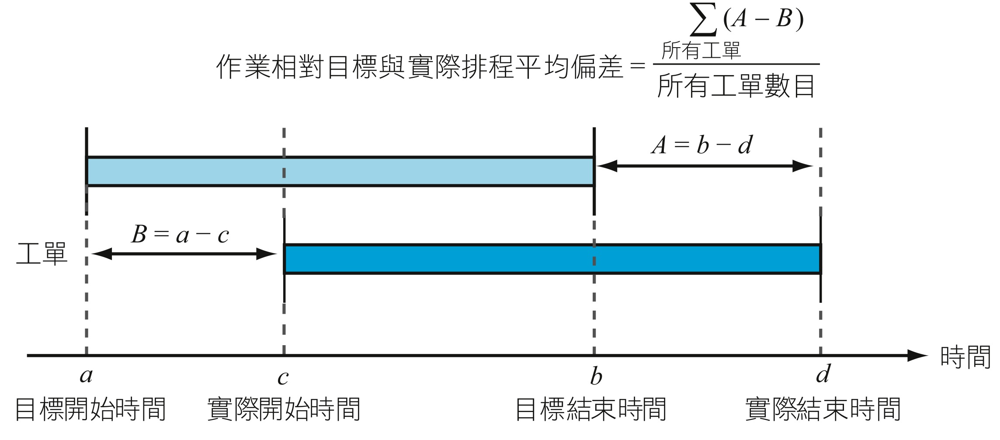 ∑(A − B)
所有工單
作業相對目標與實際排程平均偏差 =
所有工單數目
A = b − d
B = a − c
工單
時間
a c b d
目標開始時間 實際開始時間 目標結束時間 實際結束時間